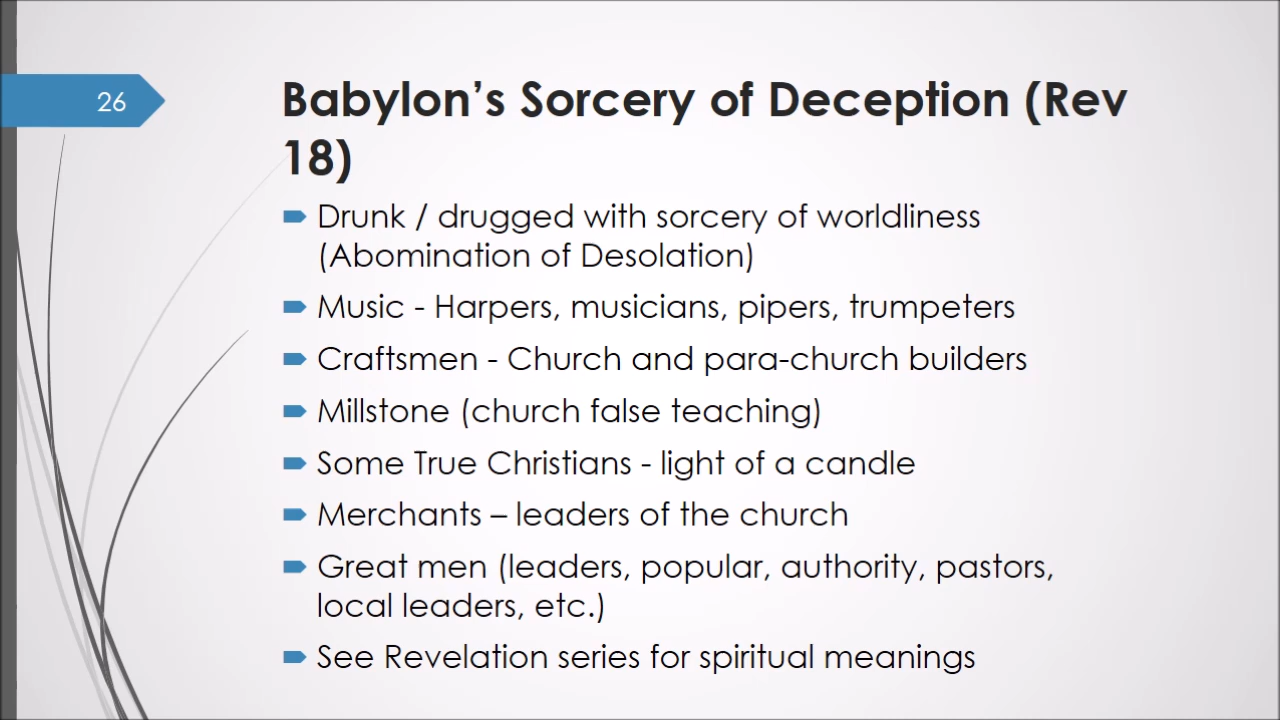 26
Babylon’s Sorcery of Deception (Rev
18)
Drunk / drugged with sorcery of worldliness
(Abomination of Desolation)
Music - Harpers, musicians, pipers, trumpeters
Craftsmen - Church and para-church builders
Millstone (church false teaching)
Some True Christians - light of a candle
Merchants – leaders of the church
Great men (leaders, popular, authority, pastors,
local leaders, etc.)
See Revelation series for spiritual meanings